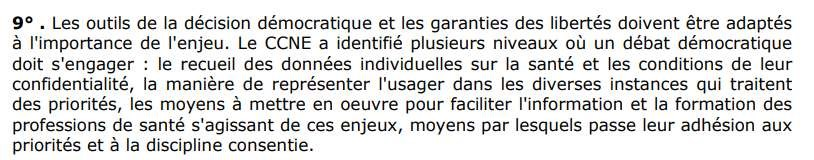 9° . Les outils de la décision démocratique et les garanties des libertés doivent être adaptés
à l'importance de l'enjeu. Le CCNE a identifié plusieurs niveaux où un débat démocratique
doit s'engager : le recueil des données individuelles sur la santé et les conditions de leur
confidentialité, la manière de représenter l'usager dans les diverses instances qui traitent
des priorités, les moyens à mettre en oeuvre pour faciliter l'information et la formation des
professions de santé s'agissant de ces enjeux, moyens par lesquels passe leur adhésion aux
priorités et à la discipline consentie.